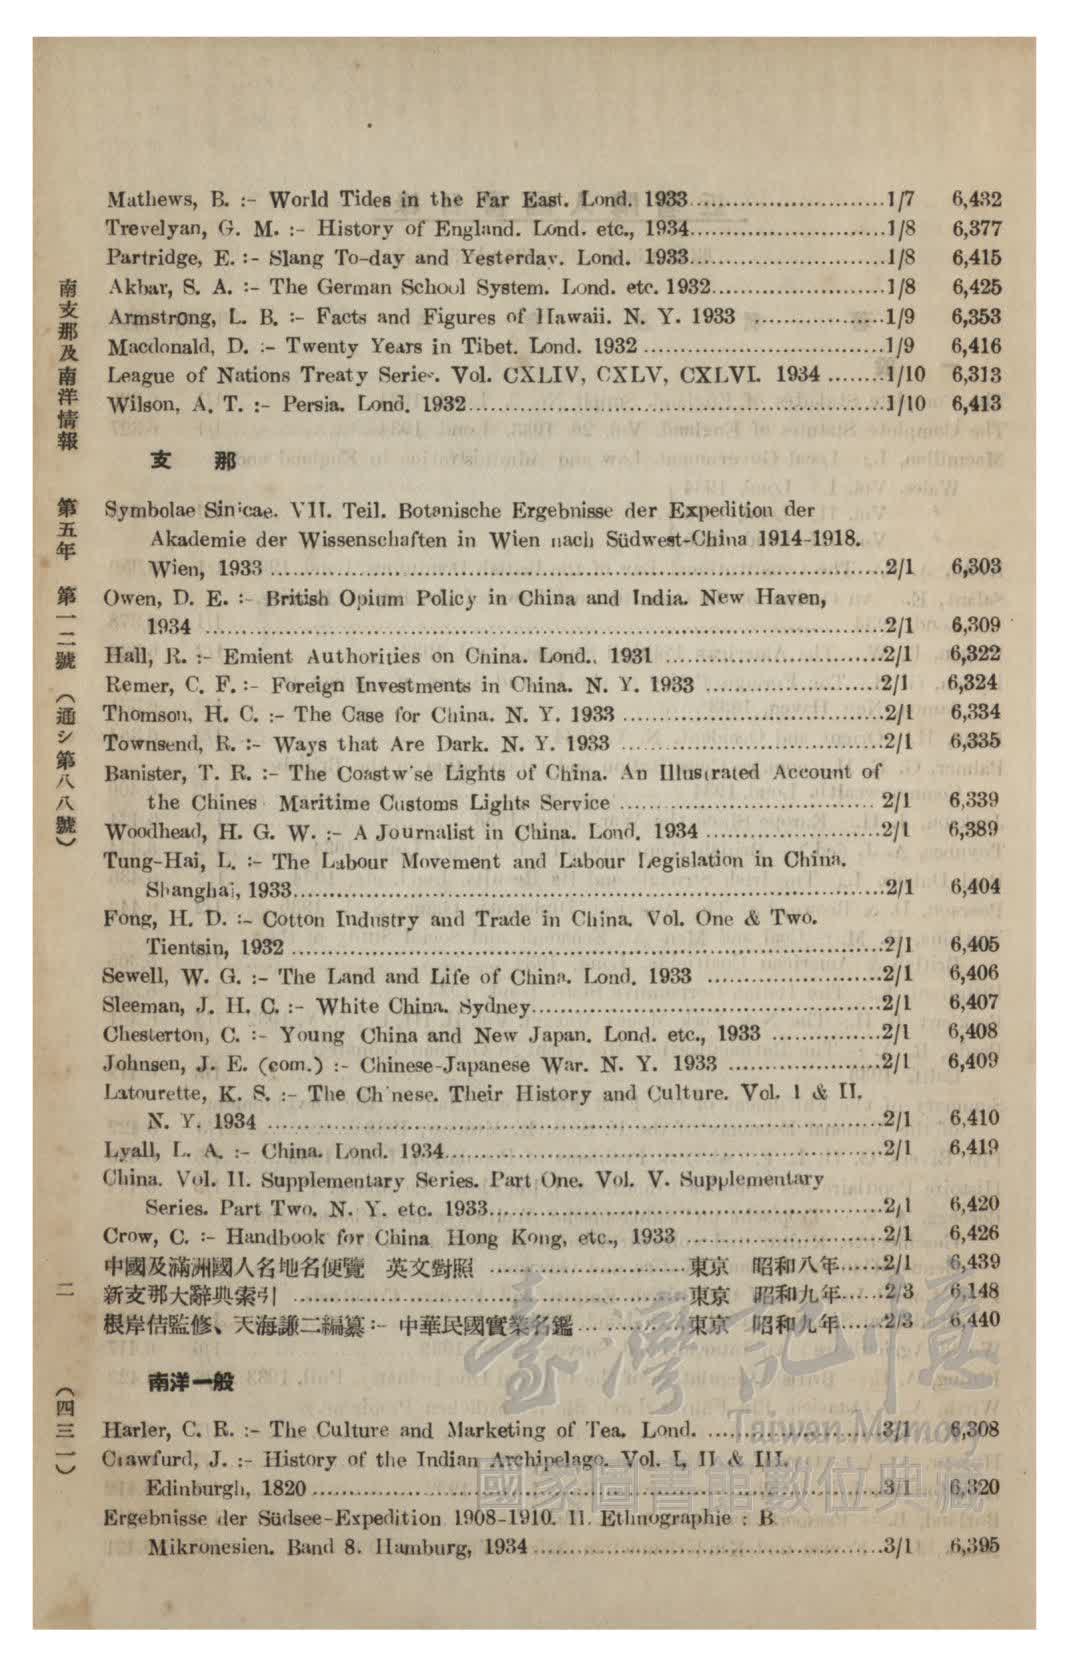 Mathews, B. :- World Tides in the Far East. Lond. 1933 ..........1/7 6,432
Trevelyan, G. M. :- History of England. Lond. etc., 1934..........1/8 6,377
Partridge, E. :- Slang To-day and Yesterday. Lond. 1933..........1/8 6,415
Akbar, S. A. :- The German School System. Lond. etc. 1932..........1/8 6,425
Armstrong, L. B. :- Facts and Figures of Hawaii. N. Y. 1933 ..........1/9 6,353
Macdonald, D. :- Twenty Years in Tibet. Lond. 1932 ..........1/9 6,416
League of Nations Treaty Series. Vol. CXLIV, CXLV, CXLVI. 1934 ........1/10 6,313
Wilson, A. T. :- Persia. Lond. 1932..........1/10 6,413
支 那
Symbolae Sinicae. VII. Teil. Botanische Ergebnisse der Expedition der
Akademie der Wissenschaften in Wien nach Südwest-China 1914-1918.
Wien, 1933 ..........2/1 6,303
Owen, D. E. :- British Opium Policy in China and India. New Haven,
1934 ..........2/1 6,309
Hall, R. :- Emient Authorities on China. Lond., 1931 ..........2/1 6,322
Remer, C. F. :- Foreign Investments in China. N. Y. 1933 ..........2/1 6,324
Thomson, H. C. :- The Case for China. N. Y. 1933 ..........2/1 6,334
Townsend, R. :- Ways that Are Dark. N. Y. 1933 ..........2/1 6,335
Banister, T. R. :- The Coastwise Lights of China. An Illustrated Account of
the Chines Maritime Customs Lights Service .......... 2/1 6,339
Woodhead, H. G. W. :- A Journalist in China. Lond. 1934 ..........2/1 6,389
Tung-Hai, L. :- The Labour Movement and Labour Legislation in China.
Shanghai, 1933..........2/1 6,404
Fong, H. D. :- Cotton Industry and Trade in China. Vol. One & Two.
Tientsin, 1932 ..........2/1 6,405
Sewell, W. G. :- The Land and Life of China. Lond. 1933 ..........2/1 6,406
Sleeman, J. H. C. :- White China. Sydney..........2/1 6,407
Chesterton, C. :- Young China and New Japan. Lond. etc., 1933 ..........2/1 6,408
Johnsen, J. E. (com.) :- Chinese-Japanese War. N. Y. 1933 ..........2/1 6,409
Latourette, K. S. :- The Chinese. Their History and Culture. Vol. I & II.
N. Y. 1934 ..........2/1 6,410
Lyall, L. A. :- China. Lond. 1934..........2/1 6,419
China. Vol. II. Supplementary Series. Part One. Vol. V. Supplementary
Series. Part Two. N. Y. etc. 1933..........2/1 6,420
Crow, C. :- Handbook for China Hong Kong, etc., 1933 ..........2/1 6,426
中國及滿洲國人名地名便覽 英文對照 ..........東京 昭和八年......2/1 6,439
新支那大辭典索引 ..........東京 昭和九年......2/3 6,148
根岸佶監修、天海謙二編纂:- 中華民國實業名鑑..........東京 昭和九年......2/3 6,440
南洋一般
Harler, C. R. :- The Culture and Marketing of Tea. Lond. ..........3/1 6,308
Crawfurd, J. :- History of the Indian Archipelago. Vol. I, II & III.
Edinburgh, 1820 ..........3/1 6,320
Ergebnisse der Südsee-Expedition 1908-1910. II. Ethnographie : B
Mikronesien. Band 8. Hamburg, 1934 ..........3/1 6,395
南支那及南洋情報 第五年 第一二號 (通シ第八八號) 二 (四三一)
臺灣記憶
Taiwan Memory
國家圖書館數位典藏